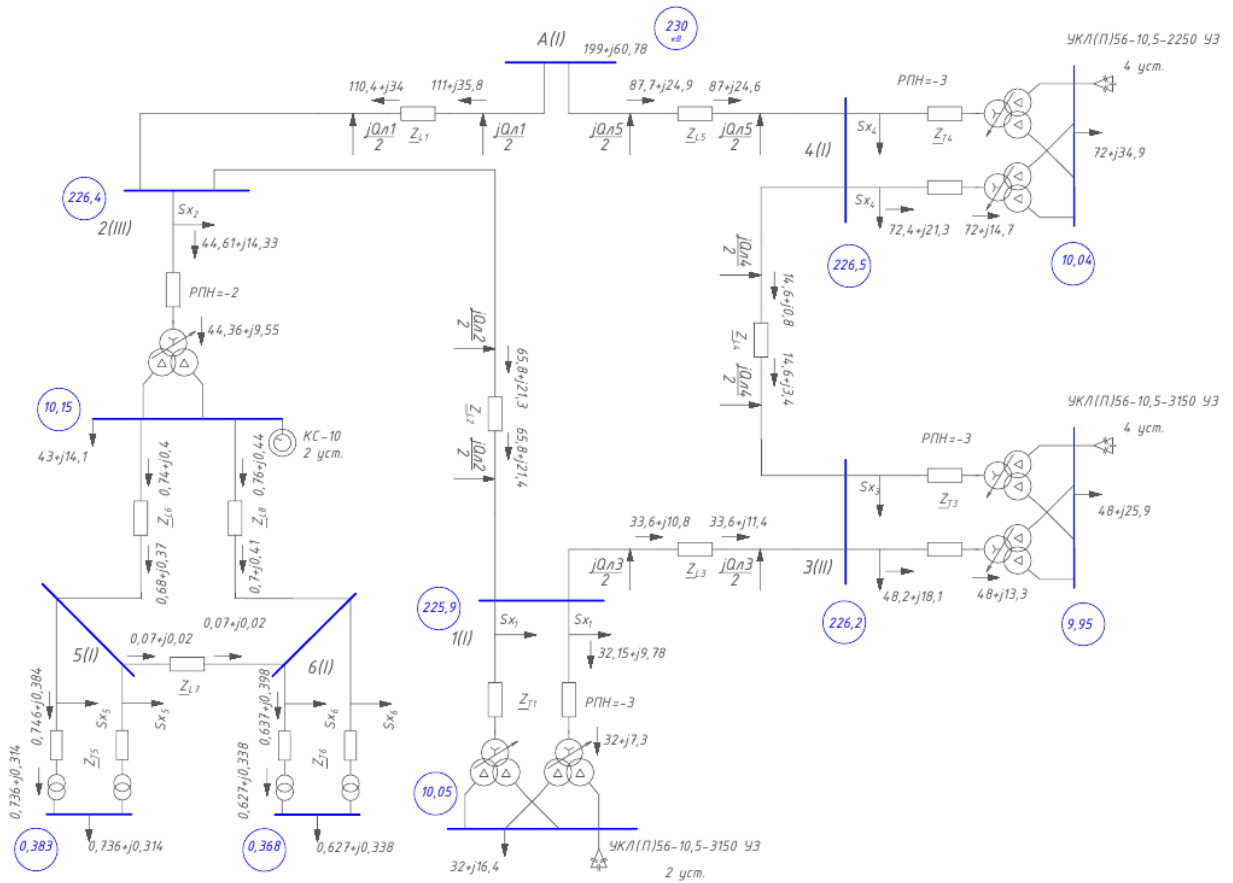 230
кВ
А(I)
199+j60,78
110,4+j34
111+j35,8
Z_L1
jQл1
2
jQл1
2
87,7+j24,9
87+j24,6
Z_L5
jQл5
2
jQл5
2
УКЛ(П)56-10,5-2250 УЗ
4 уст.
РПН=-3
Sx4
Z_T4
4(I)
72+j34,9
Sx4
72,4+j21,3
72+j14,7
226,5
10,04
226,4
2(III)
Sx2
44,61+j14,33
РПН=-2
44,36+j9,55
10,15
43+j14,1
КС-10
2 уст.
jQл2
2
65,8+j21,3
Z_L2
jQл2
2
65,8+j21,4
jQл4
2
14,6+j0,8
Z_L4
jQл4
2
14,6+j3,4
УКЛ(П)56-10,5-3150 УЗ
4 уст.
РПН=-3
Sx3
Z_T3
48+j25,9
33,6+j10,8
33,6+j11,4
jQл3
2
Z_L3
jQл3
2
3(II)
48,2+j18,1
48+j13,3
226,2
9,95
0,74+j0,4
0,76+j0,44
Z_L6
Z_L8
0,68+j0,37
0,7+j0,41
0,07+j0,02
0,07+j0,02
5(I)
Z_L7
6(I)
0,746+j0,384
Sx5
Sx5
0,637+j0,398
Sx6
Sx6
Z_T5
Z_T6
0,736+j0,314
0,627+j0,338
0,383
0,736+j0,314
0,368
0,627+j0,338
225,9
1(I)
Sx1
Sx1
32,15+j9,78
Z_T1
РПН=-3
32+j7,3
10,05
32+j16,4
УКЛ(П)56-10,5-3150 УЗ
2 уст.